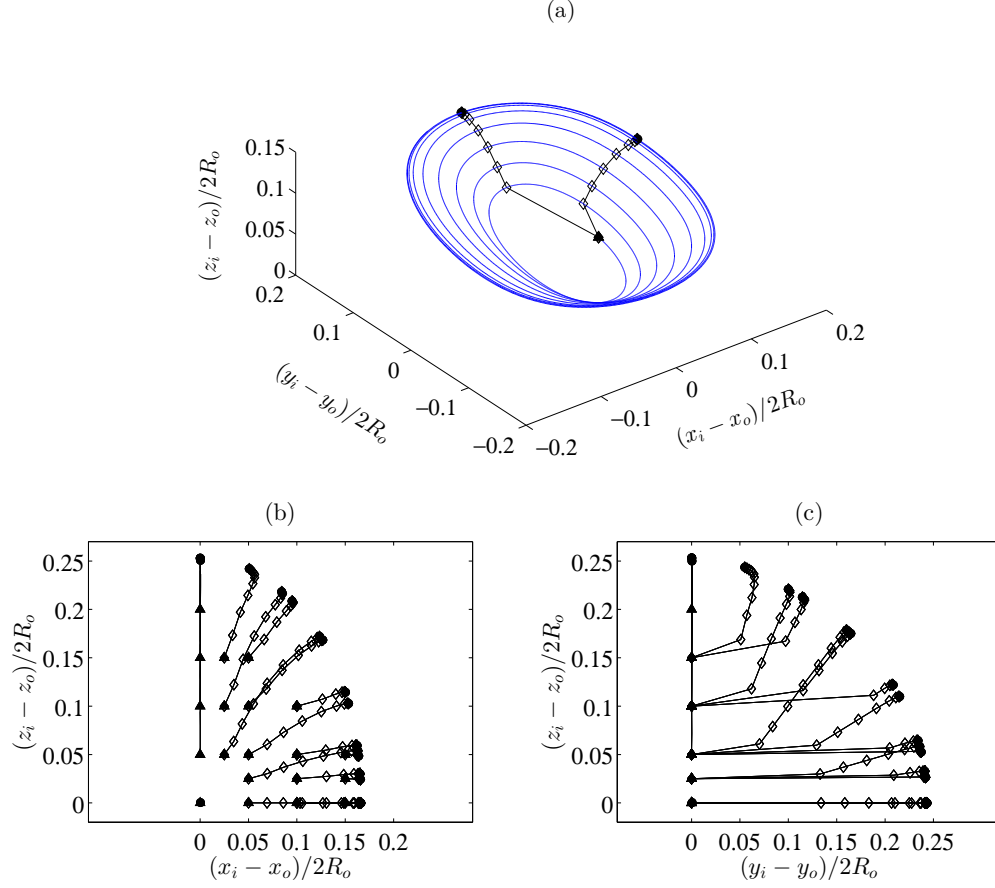 (a)
(z_i − z_o)/2R_o
0.15
0.1
0.05
0
0.2
0.1
0
−0.1
−0.2
(y_i − y_o)/2R_o
−0.2
−0.1
0
0.1
0.2
(x_i − x_o)/2R_o
(b)
(z_i − z_o)/2R_o
0.25
0.2
0.15
0.1
0.05
0
0 0.05 0.1 0.15 0.2
(x_i − x_o)/2R_o
(c)
(z_i − z_o)/2R_o
0.25
0.2
0.15
0.1
0.05
0
0 0.05 0.1 0.15 0.2 0.25
(y_i − y_o)/2R_o